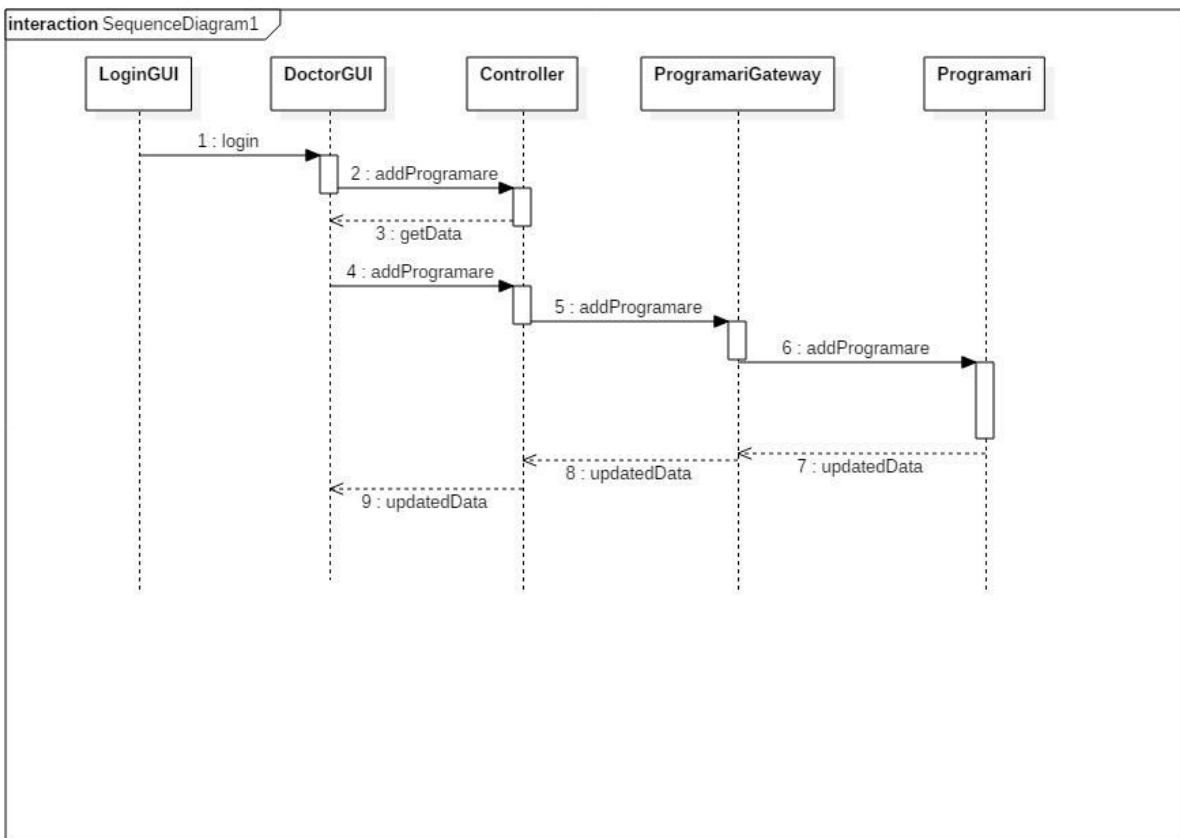 interaction SequenceDiagram1
LoginGUI
DoctorGUI
Controller
ProgramariGateway
Programari
1 : login
2 : addProgramare
3 : getData
4 : addProgramare
5 : addProgramare
6 : addProgramare
7 : updatedData
8 : updatedData
9 : updatedData